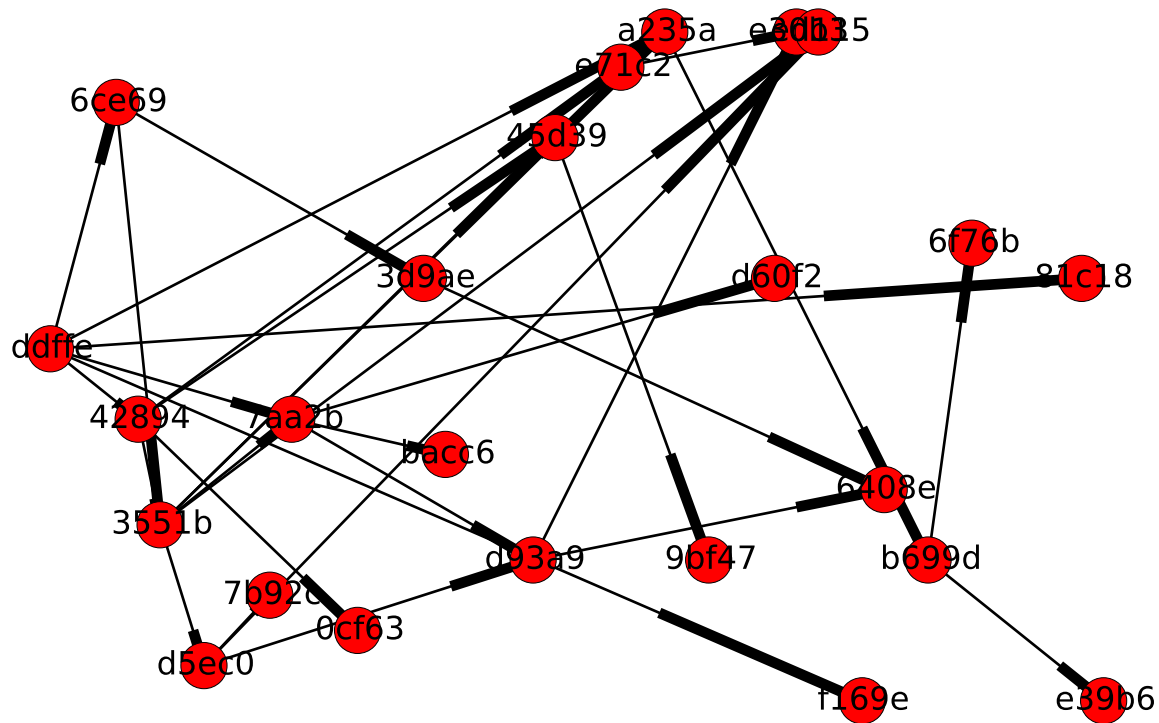 a235a
e71c2
6ce69
45d39
6f76b
3d9ae
d60f2
81c18
ddffe
42894
7aa2b
bacc6
6408e
3551b
d93a9
9bf47
b699d
7b92c
0cf63
d5ec0
f169e
e39b6